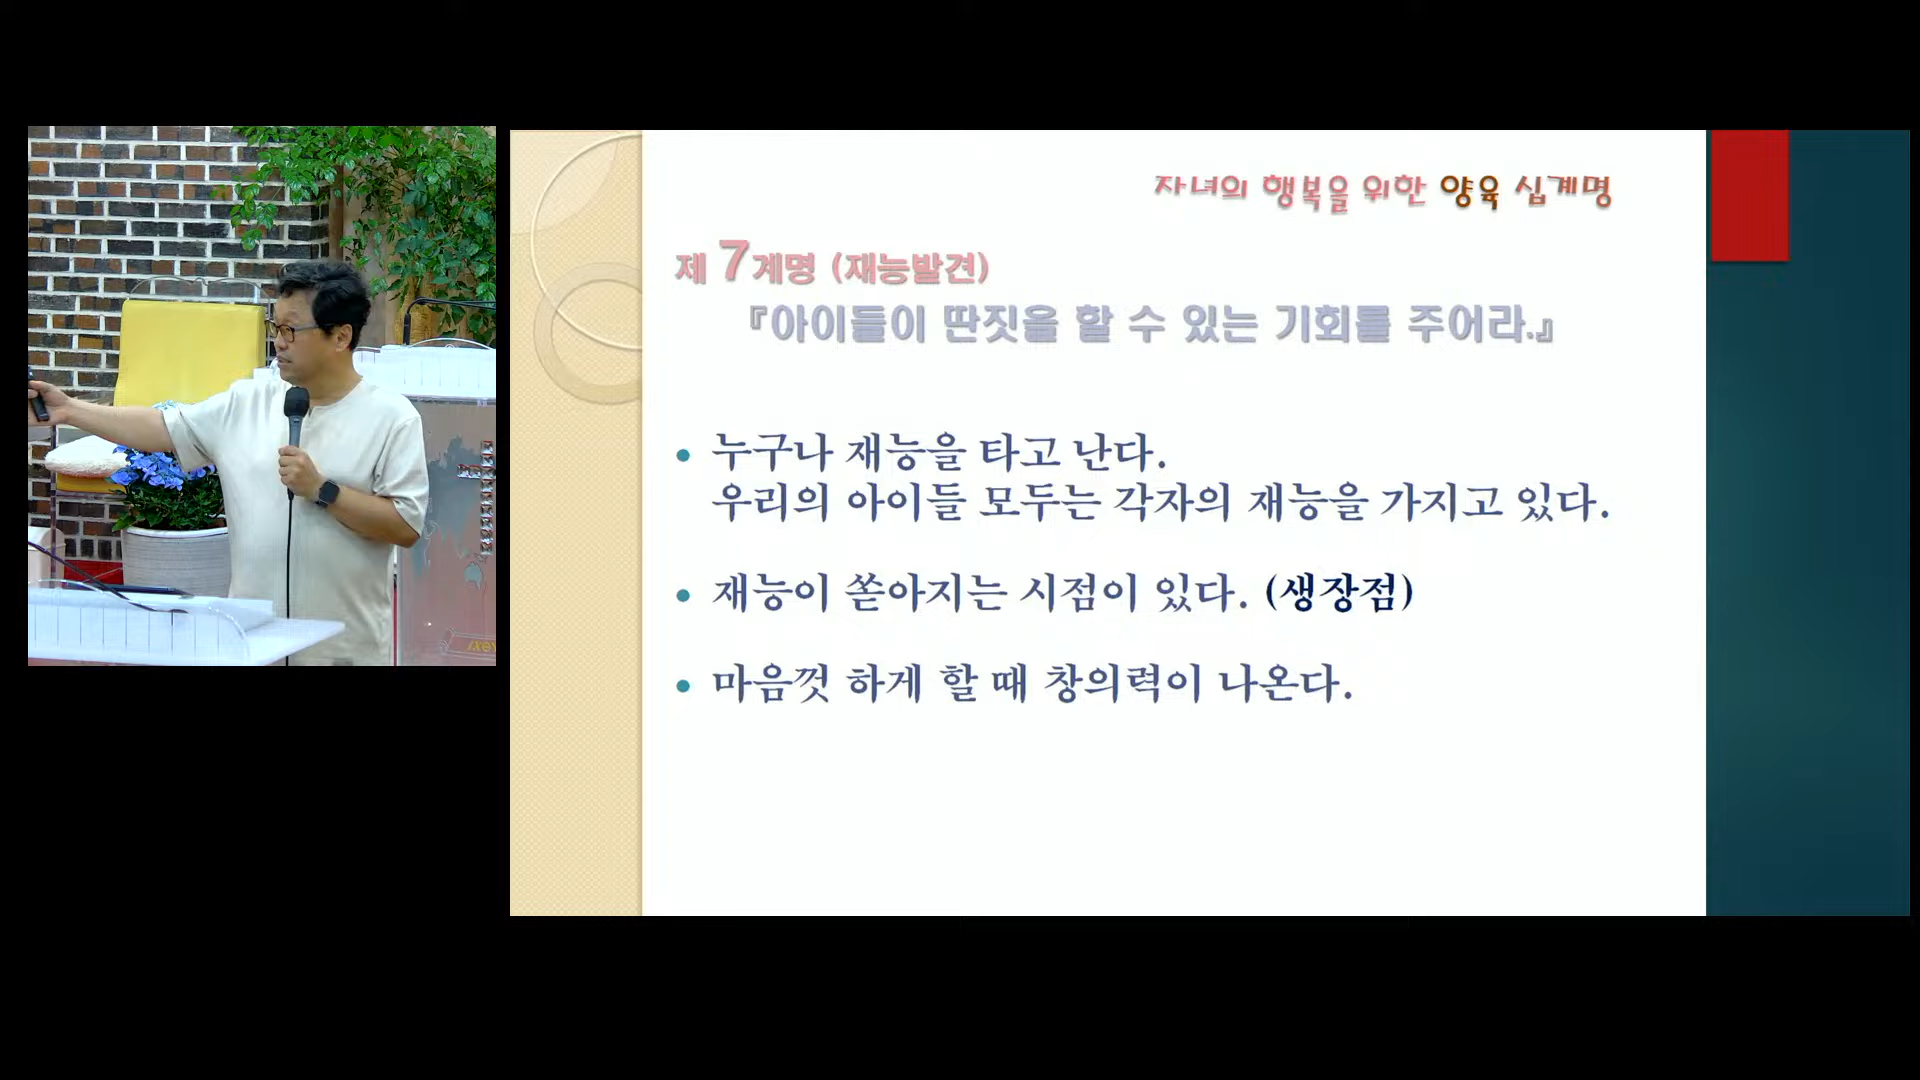 자녀의 행복을 위한 양육 십계명
제 7계명 (재능발견)
『아이들이 딴짓을 할 수 있는 기회를 주어라.』
• 누구나 재능을 타고 난다.
우리의 아이들 모두는 각자의 재능을 가지고 있다.
• 재능이 쏟아지는 시점이 있다. (생장점)
• 마음껏 하게 할 때 창의력이 나온다.